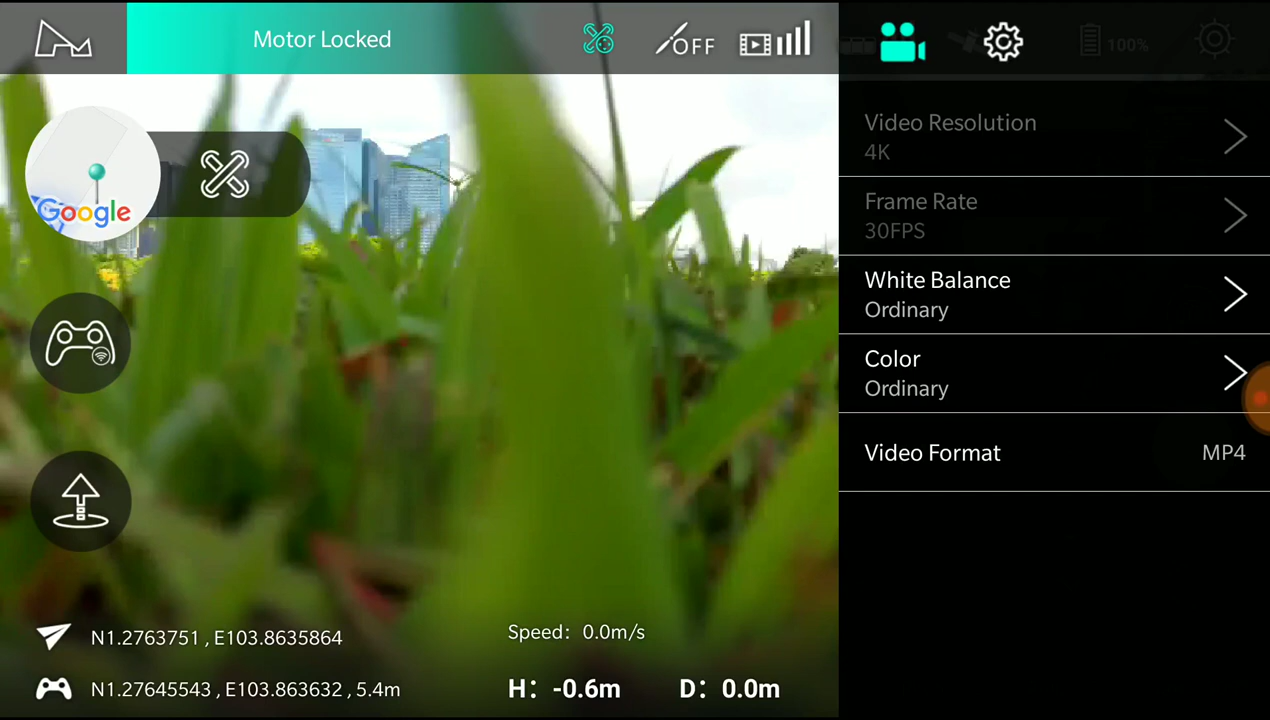 Motor Locked
OFF
100%
Google
Video Resolution
4K
Frame Rate
30FPS
White Balance
Ordinary
Color
Ordinary
Video Format
MP4
N1.2763751 , E103.8635864
Speed: 0.0m/s
N1.27645543 , E103.863632 , 5.4m
H: -0.6m
D: 0.0m